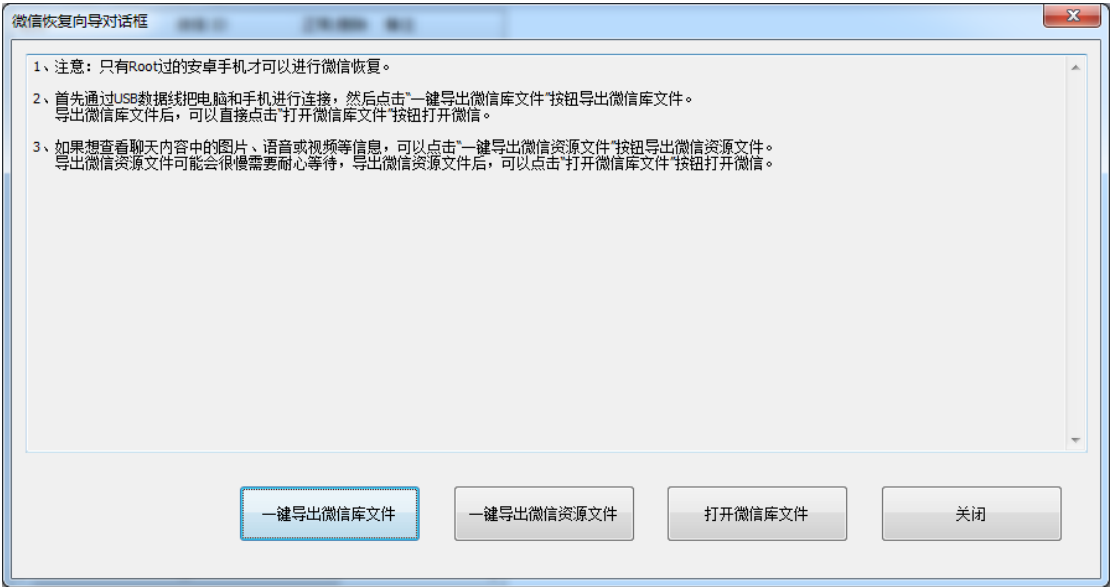 微信恢复向导对话框
1、注意：只有Root过的安卓手机才可以进行微信恢复。
2、首先通过USB数据线把电脑和手机进行连接，然后点击"一键导出微信库文件"按钮导出微信库文件。
导出微信库文件后，可以直接点击"打开微信库文件"按钮打开微信。
3、如果想查看聊天内容中的图片、语音或视频等信息，可以点击"一键导出微信资源文件"按钮导出微信资源文件。
导出微信资源文件可能会很慢需要耐心等待，导出微信资源文件后，可以点击"打开微信库文件"按钮打开微信。
一键导出微信库文件
一键导出微信资源文件
打开微信库文件
关闭